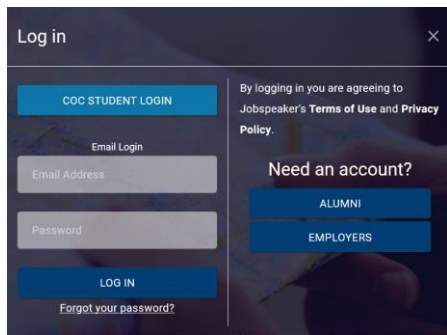 Log in
×
COC STUDENT LOGIN
Email Login
Email Address
Password
LOG IN
Forgot your password?
By logging in you are agreeing to
Jobspeaker's Terms of Use and Privacy
Policy.
Need an account?
ALUMNI
EMPLOYERS